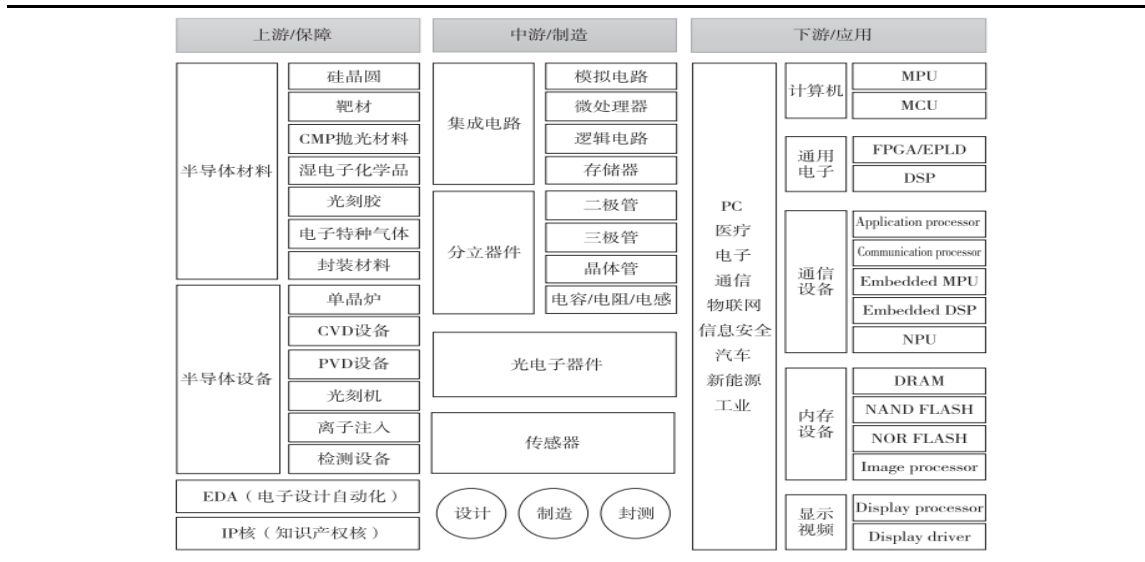 上游/保障
中游/制造
下游/应用
半导体材料
硅晶圆
靶材
CMP抛光材料
湿电子化学品
光刻胶
电子特种气体
封装材料
半导体设备
单晶炉
CVD设备
PVD设备
光刻机
离子注入
检测设备
EDA（电子设计自动化）
IP核（知识产权核）
集成电路
模拟电路
微处理器
逻辑电路
存储器
分立器件
二极管
三极管
晶体管
电容/电阻/电感
光电子器件
传感器
设计
制造
封测
PC
医疗
电子
通信
物联网
信息安全
汽车
新能源
工业
计算机
MPU
MCU
通用
电子
FPGA/EPLD
DSP
通信
设备
Application processor
Communication processor
Embedded MPU
Embedded DSP
NPU
内存
设备
DRAM
NAND FLASH
NOR FLASH
Image processor
显示
视频
Display processor
Display driver